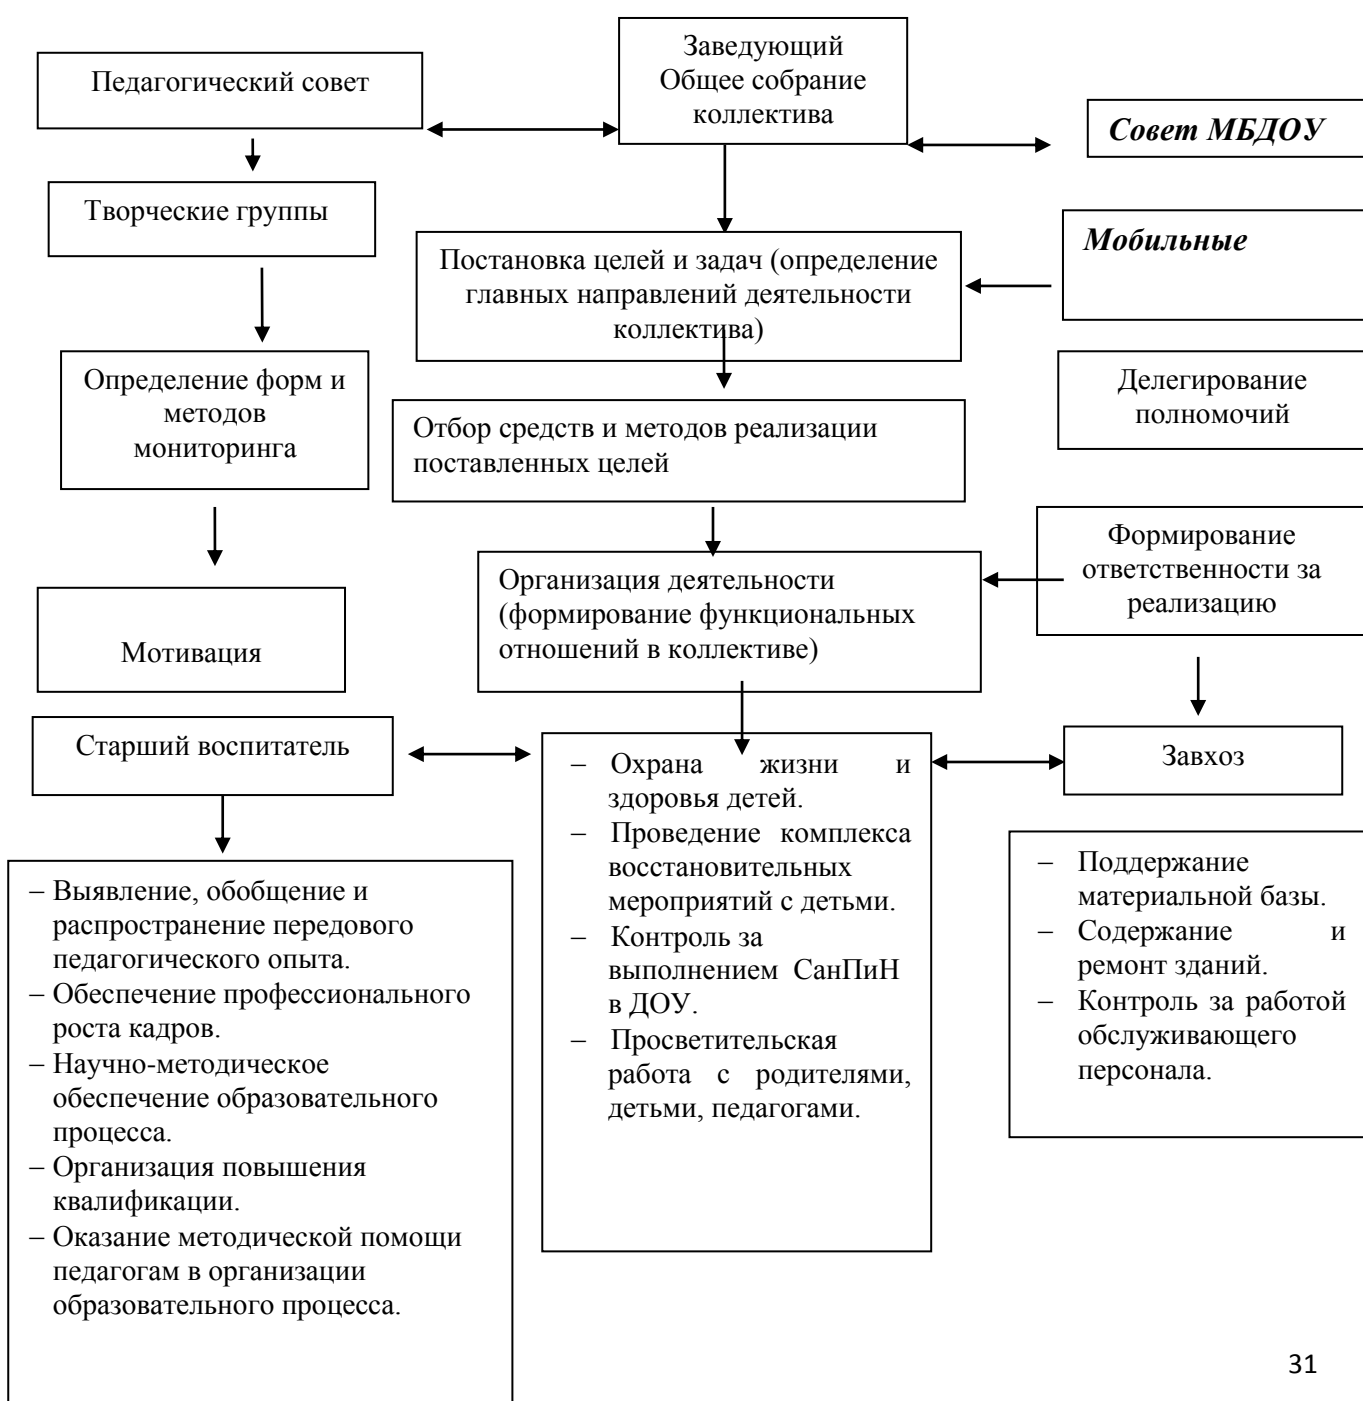 Педагогический совет
Заведующий
Общее собрание
коллектива
Совет МБДОУ
Творческие группы
Постановка целей и задач (определение
главных направлений деятельности
коллектива)
Мобильные
Определение форм и
методов
мониторинга
Отбор средств и методов реализации
поставленных целей
Делегирование
полномочий
Мотивация
Организация деятельности
(формирование функциональных
отношений в коллективе)
Формирование
ответственности за
реализацию
Старший воспитатель
– Охрана жизни и
здоровья детей.
– Проведение комплекса
восстановительных
мероприятий с детьми.
– Контроль за
выполнением СанПиН
в ДОУ.
– Просветительская
работа с родителями,
детьми, педагогами.
Завхоз
– Выявление, обобщение и
распространение передового
педагогического опыта.
– Обеспечение профессионального
роста кадров.
– Научно-методическое
обеспечение образовательного
процесса.
– Организация повышения
квалификации.
– Оказание методической помощи
педагогам в организации
образовательного процесса.
– Поддержание
материальной базы.
– Содержание и
ремонт зданий.
– Контроль за работой
обслуживающего
персонала.
31